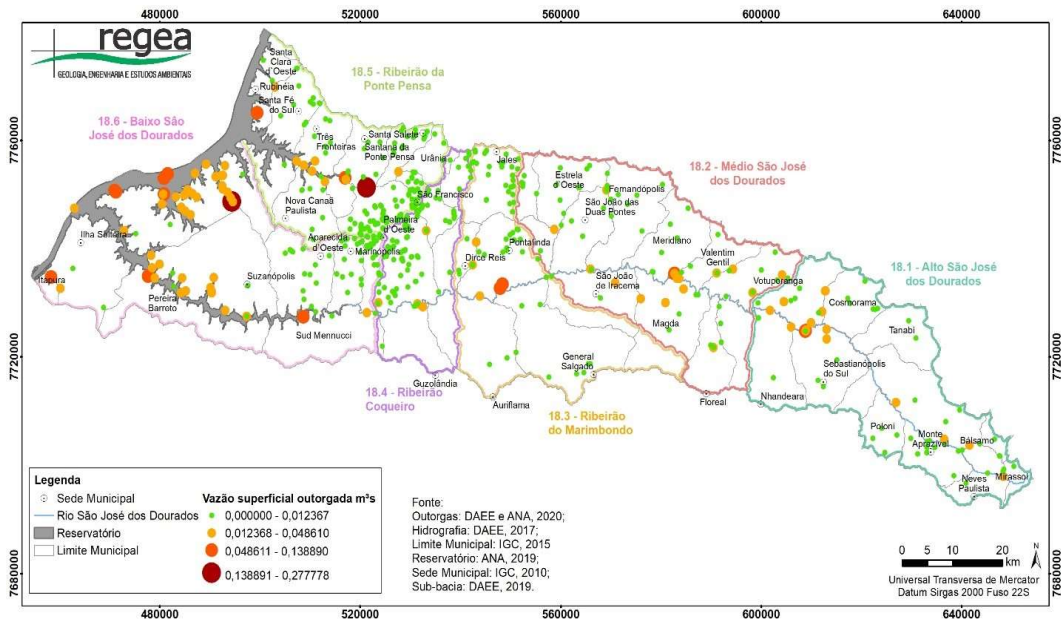 480000 520000 560000 600000 640000
regea
GEOLOGIA, ENGENHARIA E ESTUDOS AMBIENTAIS
7760000
7720000
7680000
18.6 - Baixo São
José dos Dourados
18.5 - Ribeirão da
Ponte Pensa
18.2 - Médio São José
dos Dourados
18.1 - Alto São José
dos Dourados
18.4 - Ribeirão
Coqueiro
18.3 - Ribeirão
do Marimbondo
Santa
Clara
d´Oeste
Rubinéia
Santa Fé
do Sul
Três
Fronteiras
Santa Salete
Santana da
Ponte Pensa
Urânia
Jales
São Francisco
Nova Canaã
Paulista
Palmeira
d´Oeste
Aparecida
d´Oeste
Marinópolis
Ilha Solteira
Itapura
Pereira
Barreto
Suzanápolis
Sud Mennucci
Dirce Reis
Pontalinda
Estrela
d´Oeste
Fernandópolis
São João das
Duas Pontes
Meridiano
Valentim
Gentil
São João
de Iracema
Magda
Votuporanga
Cosmorama
Tanabi
Sebastianópolis
do Sul
General
Salgado
Guzolândia
Auriflama
Floreal
Nhandeara
Poloni
Monte
Aprazível
Bálsamo
Neves
Paulista
Mirassol
7760000
7720000
7680000
Legenda
Sede Municipal
Rio São José dos Dourados
Reservatório
Limite Municipal
Vazão superficial outorgada m³s
0,000000 - 0,012367
0,012368 - 0,048610
0,048611 - 0,138890
0,138891 - 0,277778
Fonte:
Outorgas: DAEE e ANA, 2020;
Hidrografia: DAEE, 2017;
Limite Municipal: IGC, 2015
Reservatório: ANA, 2019;
Sede Municipal: IGC, 2010;
Sub-bacia: DAEE, 2019.
0 5 10 20
km
N
Universal Transversa de Mercator
Datum Sirgas 2000 Fuso 22S
480000 520000 560000 600000 640000